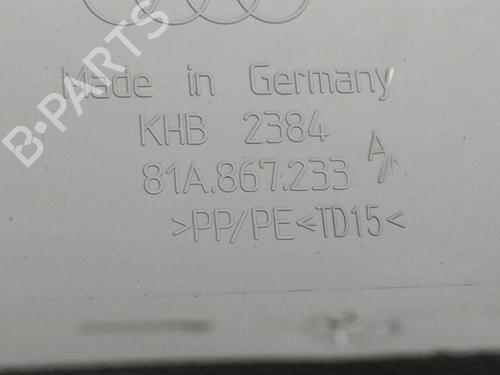 B-PARTS
Made in Germany
KHB 2384
81A.867.233 A
>PP/PE<TD15<